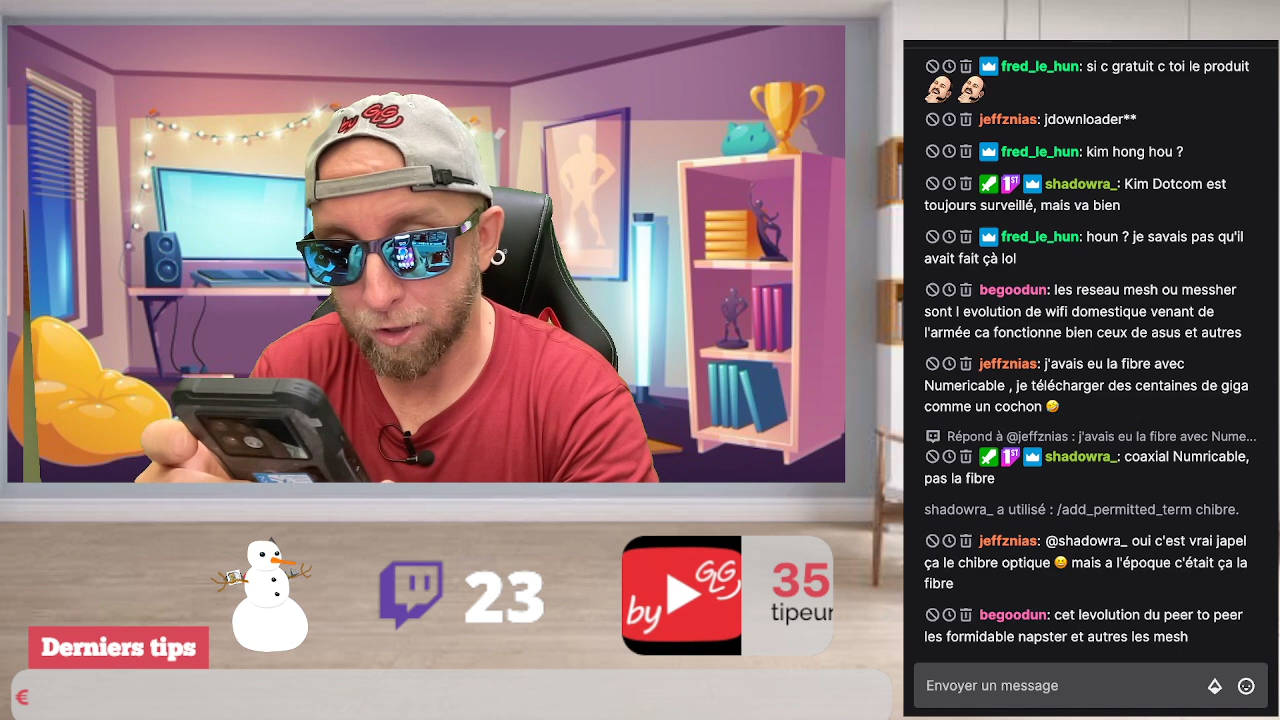 by GG
fred_le_hun: si c gratuit c toi le produit
jeffznias: jdownloader**
fred_le_hun: kim hong hou ?
1ST shadowra_: Kim Dotcom est
toujours surveillé, mais va bien
fred_le_hun: houn ? je savais pas qu'il
avait fait çà lol
begoodun: les reseau mesh ou messher
sont l evolution de wifi domestique venant de
l'armée ca fonctionne bien ceux de asus et autres
jeffznias: j'avais eu la fibre avec
Numericable , je télécharger des centaines de giga
comme un cochon 🤣
Répond à @jeffznias : j'avais eu la fibre avec Nume...
1ST shadowra_: coaxial Numricable,
pas la fibre
shadowra_ a utilisé : /add_permitted_term chibre.
jeffznias: @shadowra_ oui c'est vrai japel
ça le chibre optique 😄 mais a l'époque c'était ça la
fibre
begoodun: cet levolution du peer to peer
les formidable napster et autres les mesh
Envoyer un message
23
by GG
35
tipeur
Derniers tips
€